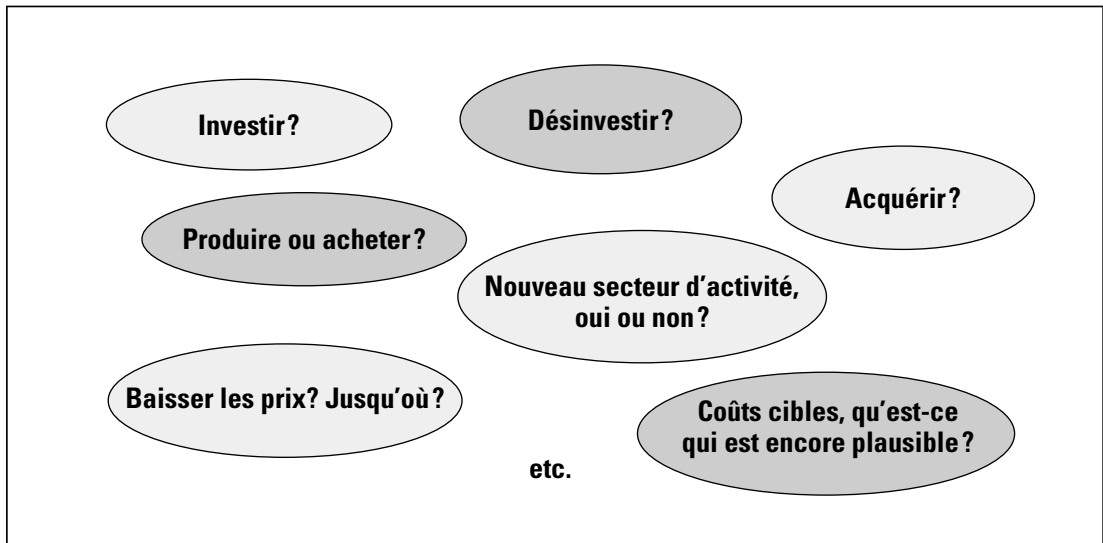 Investir ?
Désinvestir ?
Acquérir ?
Produire ou acheter ?
Nouveau secteur d'activité,
oui ou non ?
Baisser les prix? Jusqu'où ?
Coûts cibles, qu'est-ce
qui est encore plausible ?
etc.